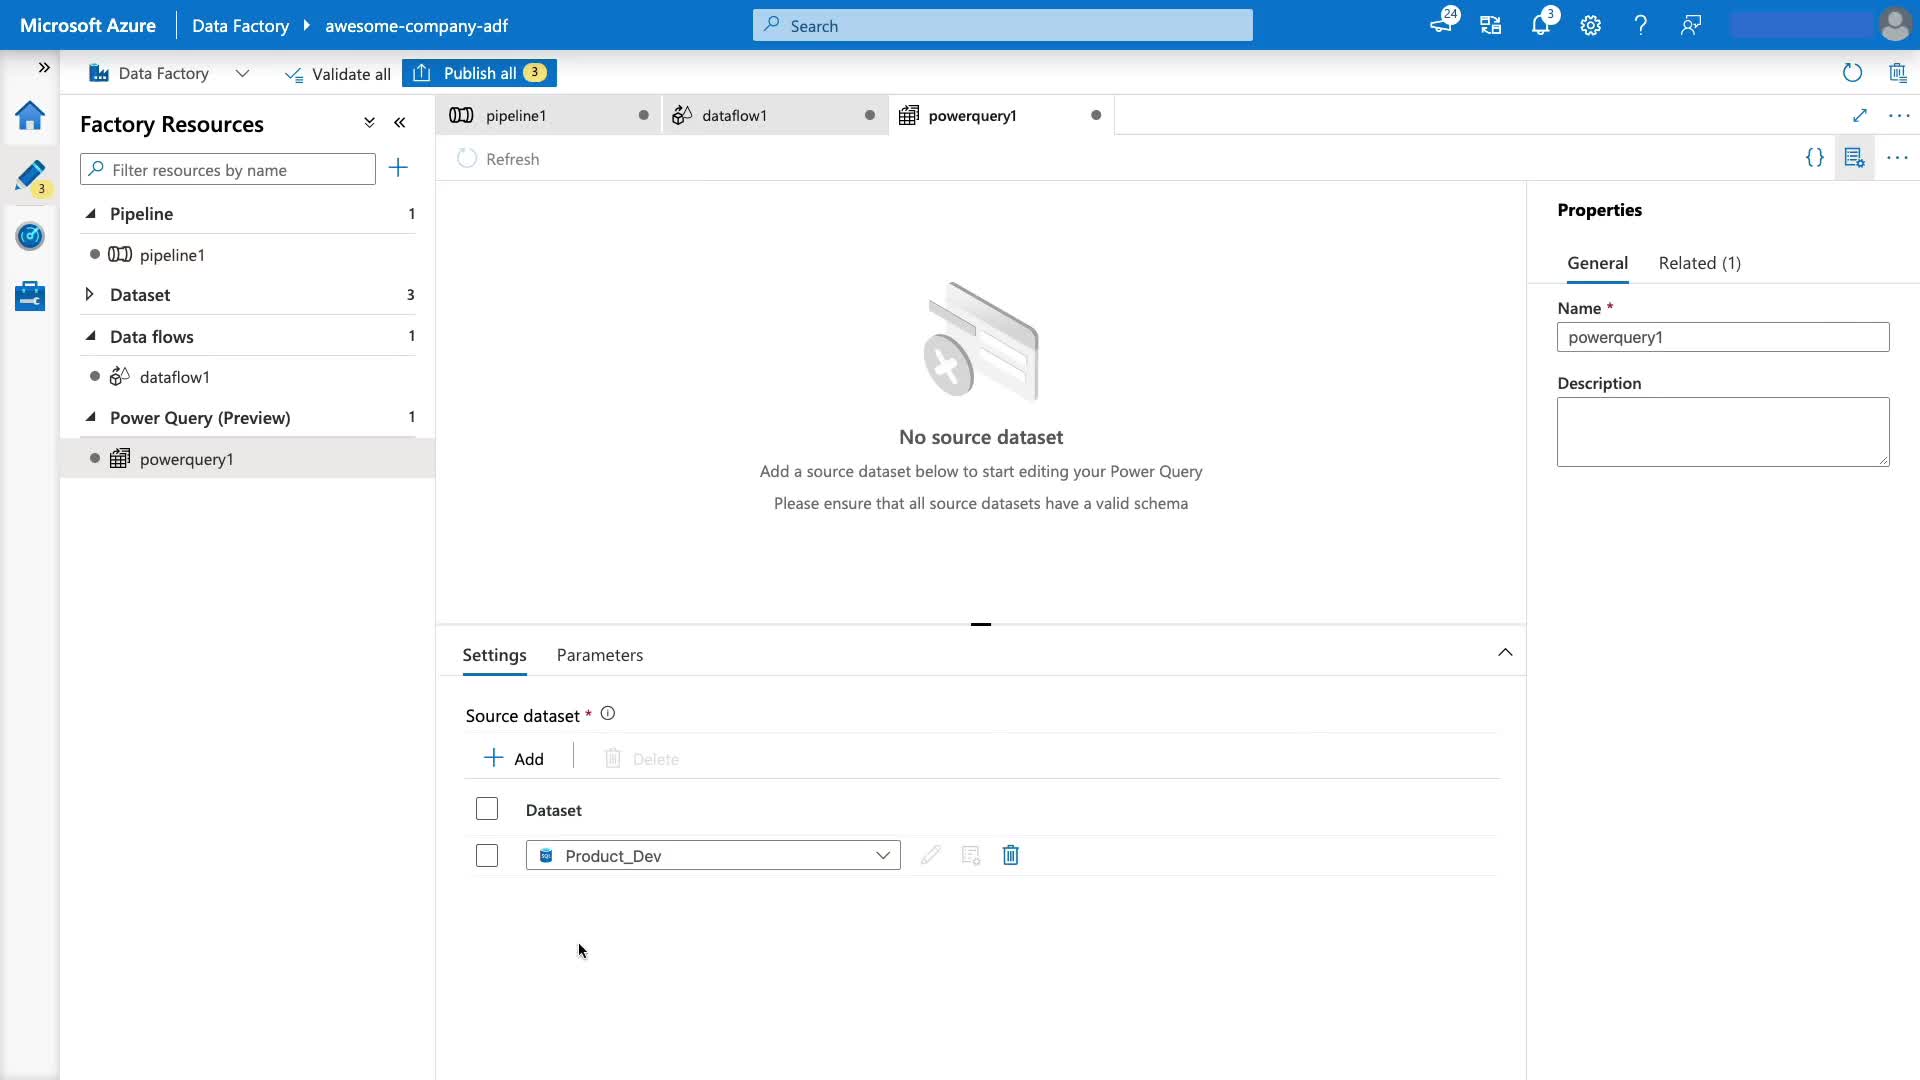 Microsoft Azure
Data Factory
awesome-company-adf
Search
24
3
Data Factory
Validate all
Publish all 3
Factory Resources
Filter resources by name
3
Pipeline 1
pipeline1
Dataset 3
Data flows 1
dataflow1
Power Query (Preview) 1
powerquery1
pipeline1
dataflow1
powerquery1
Refresh
No source dataset
Add a source dataset below to start editing your Power Query
Please ensure that all source datasets have a valid schema
Settings
Parameters
Source dataset *
Add
Delete
Dataset
Product_Dev
Properties
General
Related (1)
Name *
powerquery1
Description